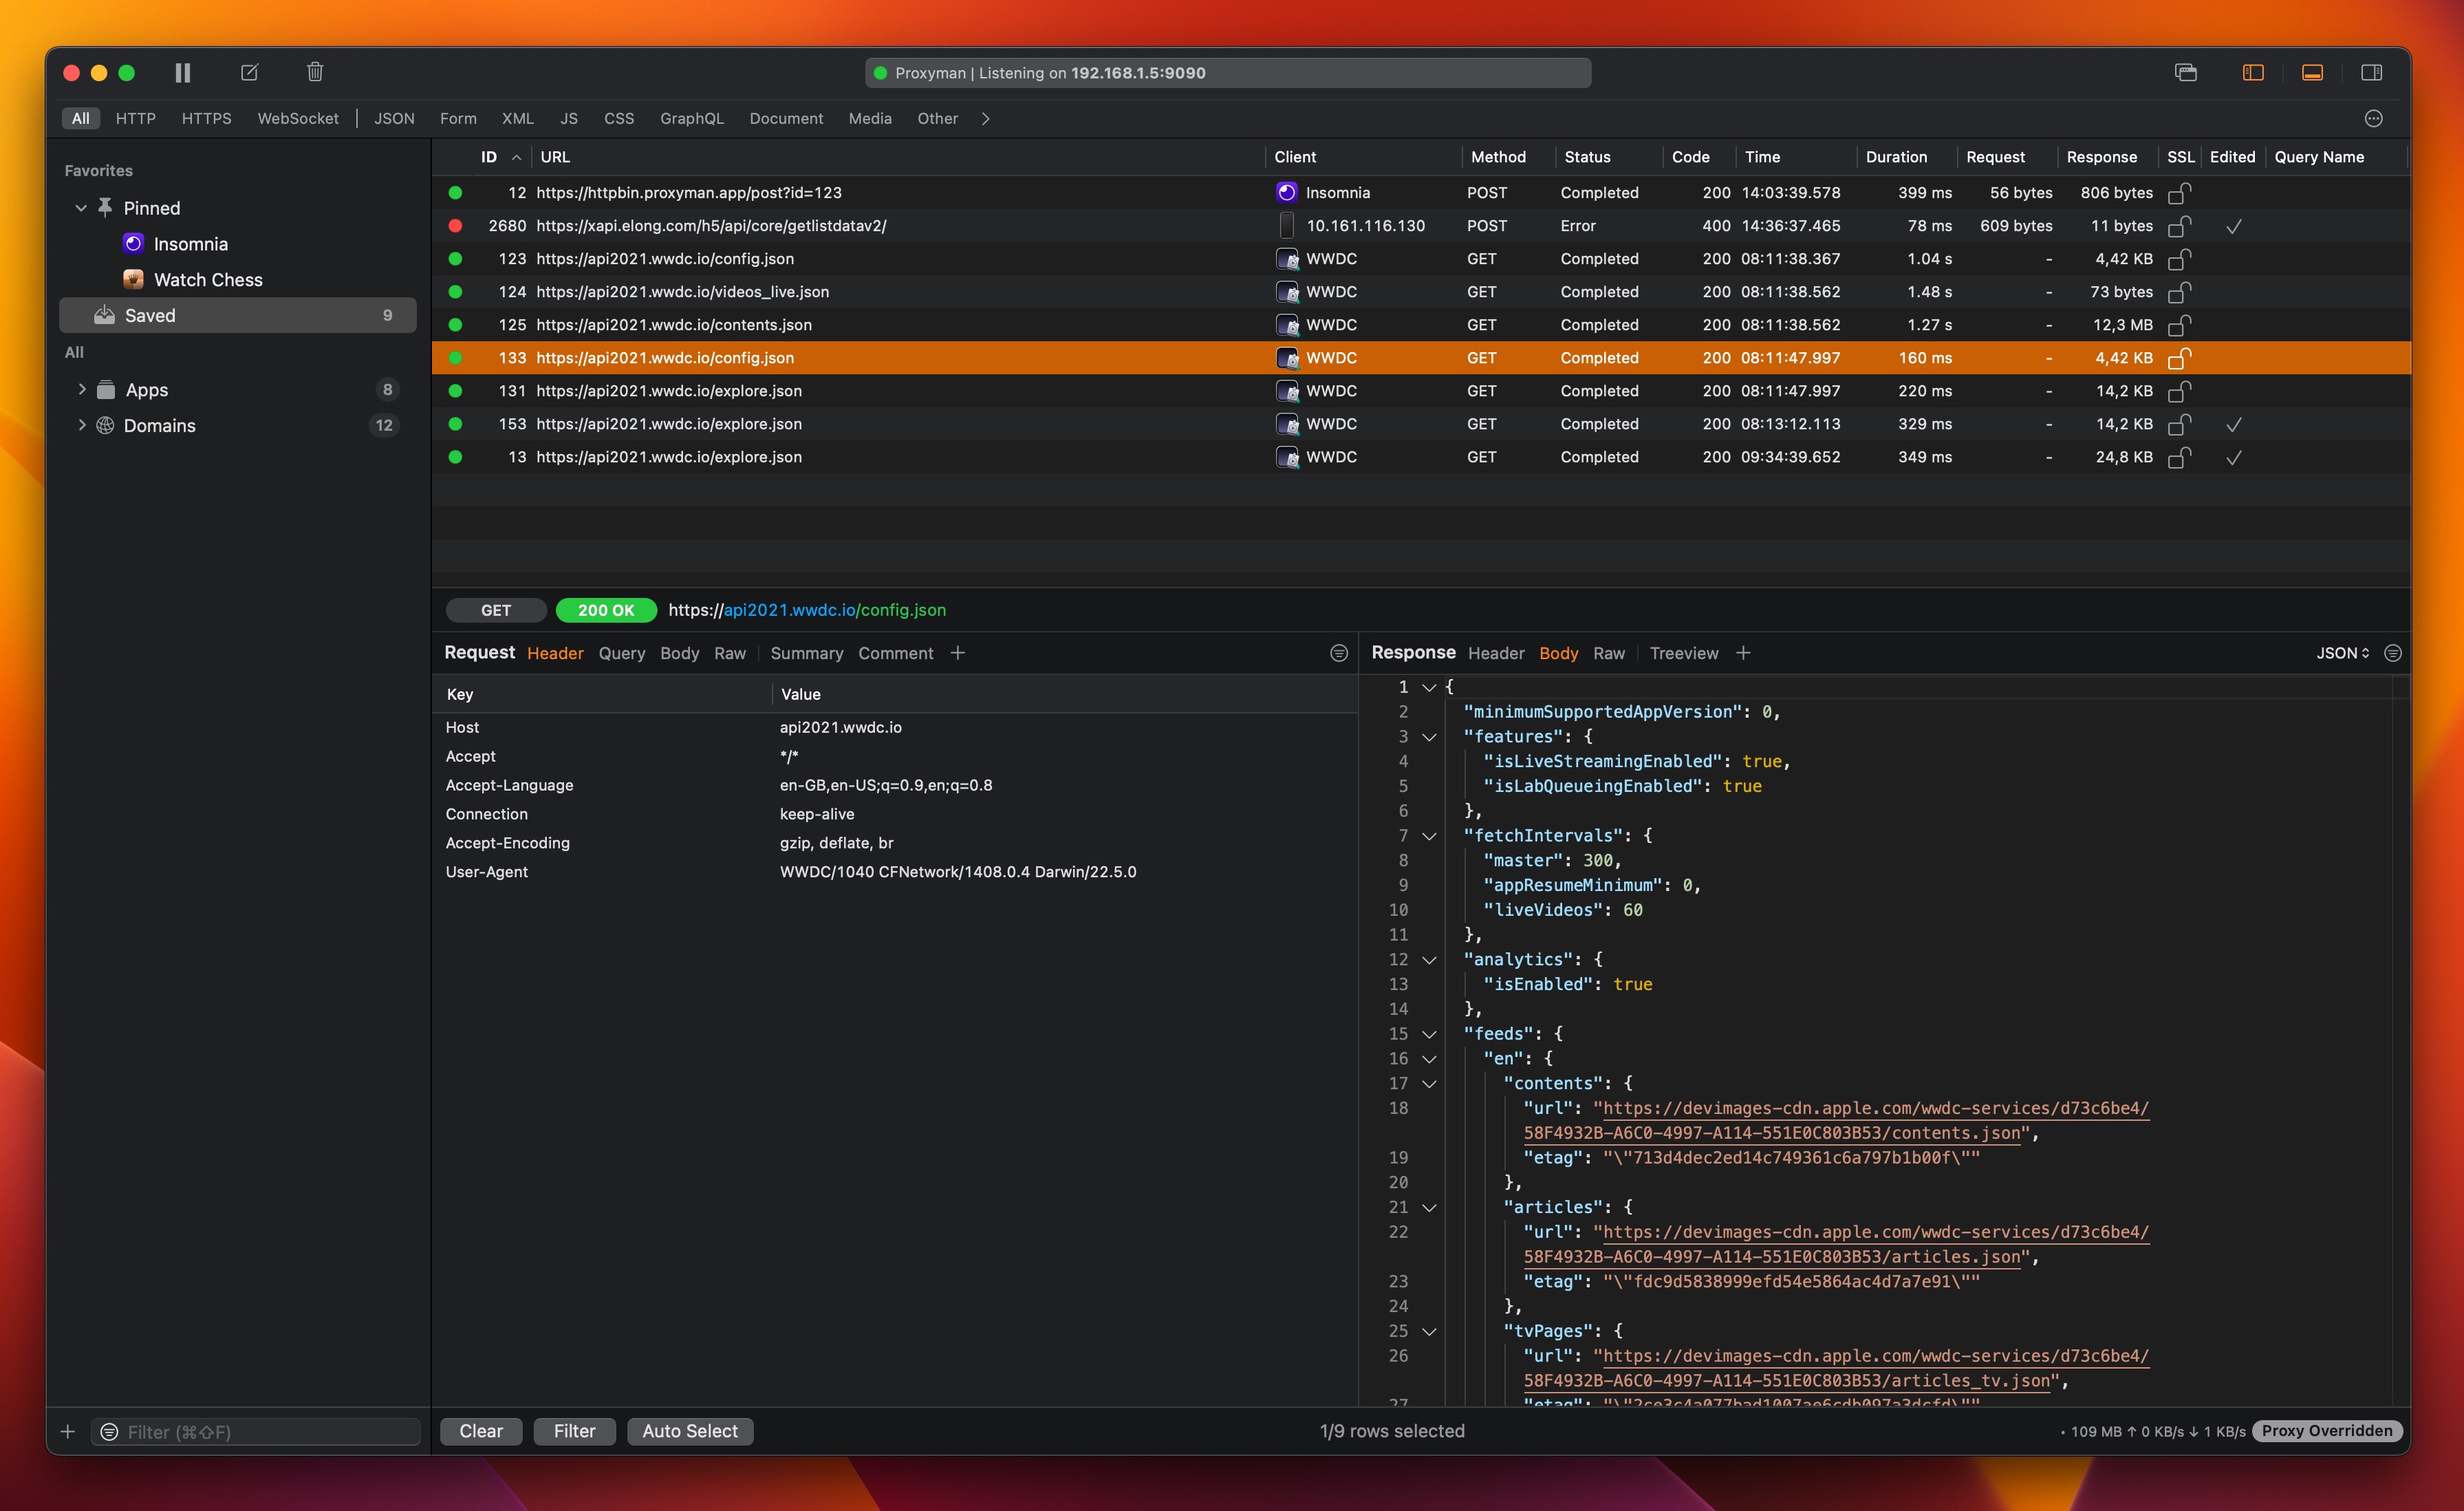 Proxyman | Listening on 192.168.1.5:9090
All HTTP HTTPS WebSocket JSON Form XML JS CSS GraphQL Document Media Other
Favorites
Pinned
Insomnia
Watch Chess
Saved 9
All
Apps 8
Domains 12
ID URL Client Method Status Code Time Duration Request Response SSL Edited Query Name
12 https://httpbin.proxyman.app/post?id=123 Insomnia POST Completed 200 14:03:39.578 399 ms 56 bytes 806 bytes
2680 https://xapi.elong.com/h5/api/core/getlistdatav2/ 10.161.116.130 POST Error 400 14:36:37.465 78 ms 609 bytes 11 bytes
123 https://api2021.wwdc.io/config.json WWDC GET Completed 200 08:11:38.367 1.04 s - 4,42 KB
124 https://api2021.wwdc.io/videos_live.json WWDC GET Completed 200 08:11:38.562 1.48 s - 73 bytes
125 https://api2021.wwdc.io/contents.json WWDC GET Completed 200 08:11:38.562 1.27 s - 12,3 MB
133 https://api2021.wwdc.io/config.json WWDC GET Completed 200 08:11:47.997 160 ms - 4,42 KB
131 https://api2021.wwdc.io/explore.json WWDC GET Completed 200 08:11:47.997 220 ms - 14,2 KB
153 https://api2021.wwdc.io/explore.json WWDC GET Completed 200 08:13:12.113 329 ms - 14,2 KB
13 https://api2021.wwdc.io/explore.json WWDC GET Completed 200 09:34:39.652 349 ms - 24,8 KB
GET 200 OK https://api2021.wwdc.io/config.json
Request Header Query Body Raw Summary Comment +
Key Value
Host api2021.wwdc.io
Accept */*
Accept-Language en-GB,en-US;q=0.9,en;q=0.8
Connection keep-alive
Accept-Encoding gzip, deflate, br
User-Agent WWDC/1040 CFNetwork/1408.0.4 Darwin/22.5.0
Response Header Body Raw Treeview + JSON
1 {
2 "minimumSupportedAppVersion": 0,
3 "features": {
4 "isLiveStreamingEnabled": true,
5 "isLabQueueingEnabled": true
6 },
7 "fetchIntervals": {
8 "master": 300,
9 "appResumeMinimum": 0,
10 "liveVideos": 60
11 },
12 "analytics": {
13 "isEnabled": true
14 },
15 "feeds": {
16 "en": {
17 "contents": {
18 "url": "https://devimages-cdn.apple.com/wwdc-services/d73c6be4/
58F4932B-A6C0-4997-A114-551E0C803B53/contents.json",
19 "etag": "\"713d4dec2ed14c749361c6a797b1b00f\""
20 },
21 "articles": {
22 "url": "https://devimages-cdn.apple.com/wwdc-services/d73c6be4/
58F4932B-A6C0-4997-A114-551E0C803B53/articles.json",
23 "etag": "\"fdc9d5838999efd54e5864ac4d7a7e91\""
24 },
25 "tvPages": {
26 "url": "https://devimages-cdn.apple.com/wwdc-services/d73c6be4/
58F4932B-A6C0-4997-A114-551E0C803B53/articles_tv.json",
27 "etag":
+ Filter (⌘⇧F)
Clear Filter Auto Select
1/9 rows selected
• 109 MB ↑ 0 KB/s ↓ 1 KB/s Proxy Overridden